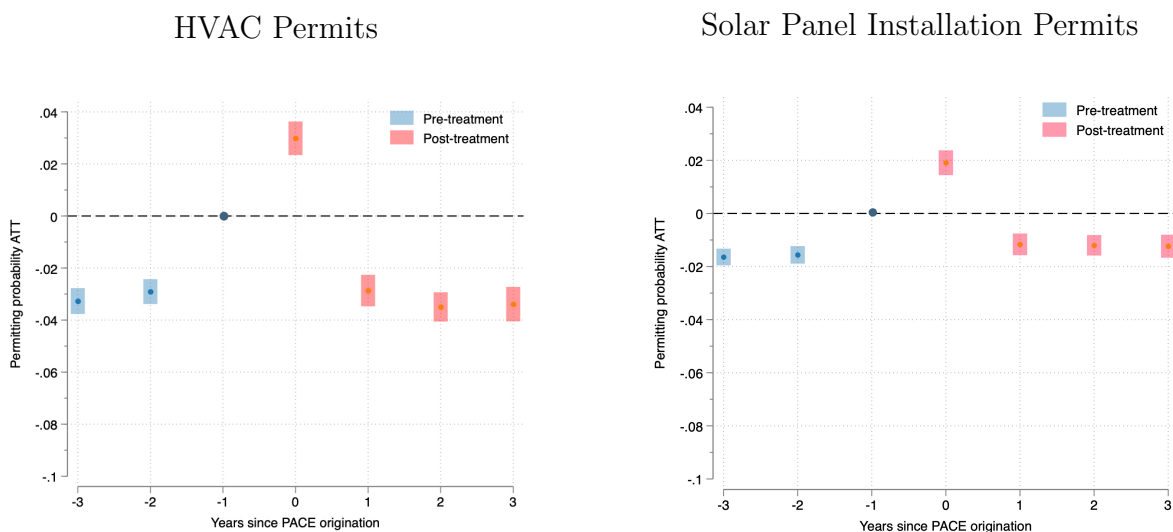 HVAC Permits
Pre-treatment
Post-treatment
.04
.02
0
-.02
-.04
-.06
-.08
-.1
Permitting probability ATT
-3 -2 -1 0 1 2 3
Years since PACE origination
Solar Panel Installation Permits
Pre-treatment
Post-treatment
.04
.02
0
-.02
-.04
-.06
-.08
-.1
Permitting probability ATT
-3 -2 -1 0 1 2 3
Years since PACE origination